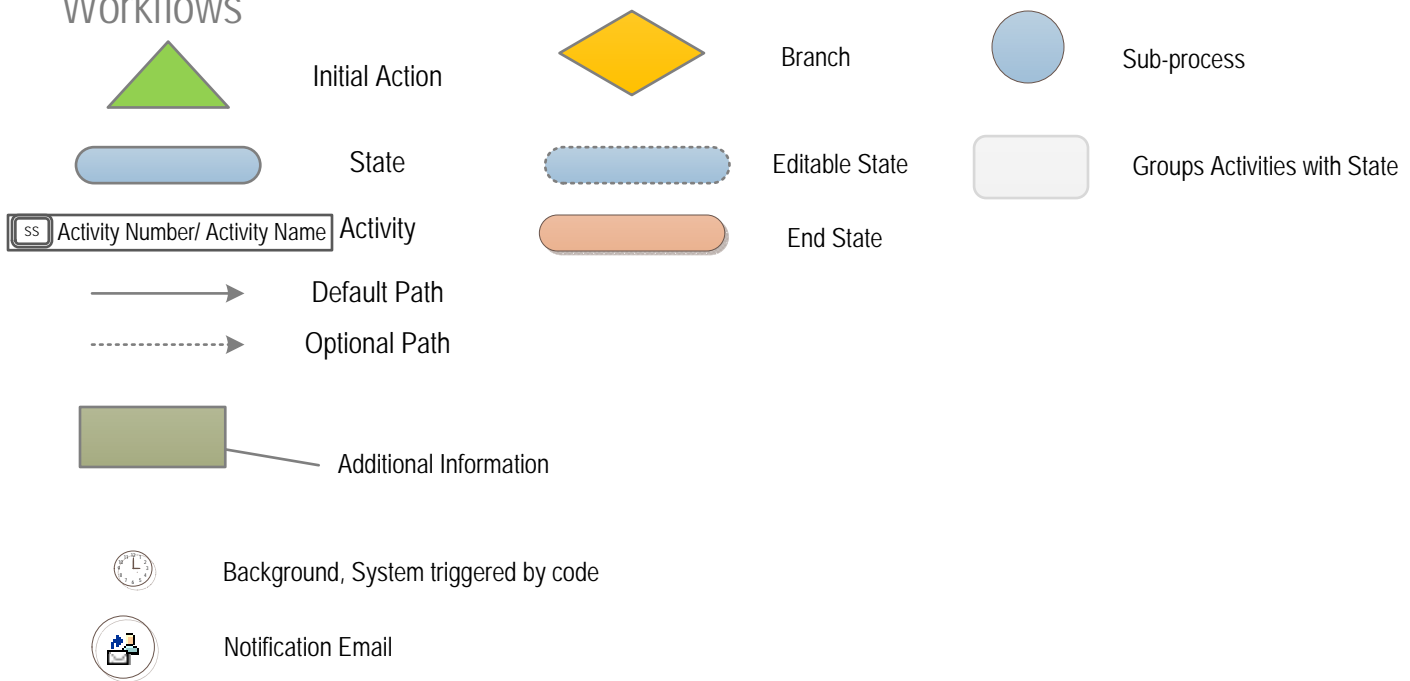 Workflows
Initial Action
Branch
Sub-process
State
Editable State
Groups Activities with State
SS Activity Number/ Activity Name Activity
End State
Default Path
Optional Path
Additional Information
Background, System triggered by code
Notification Email